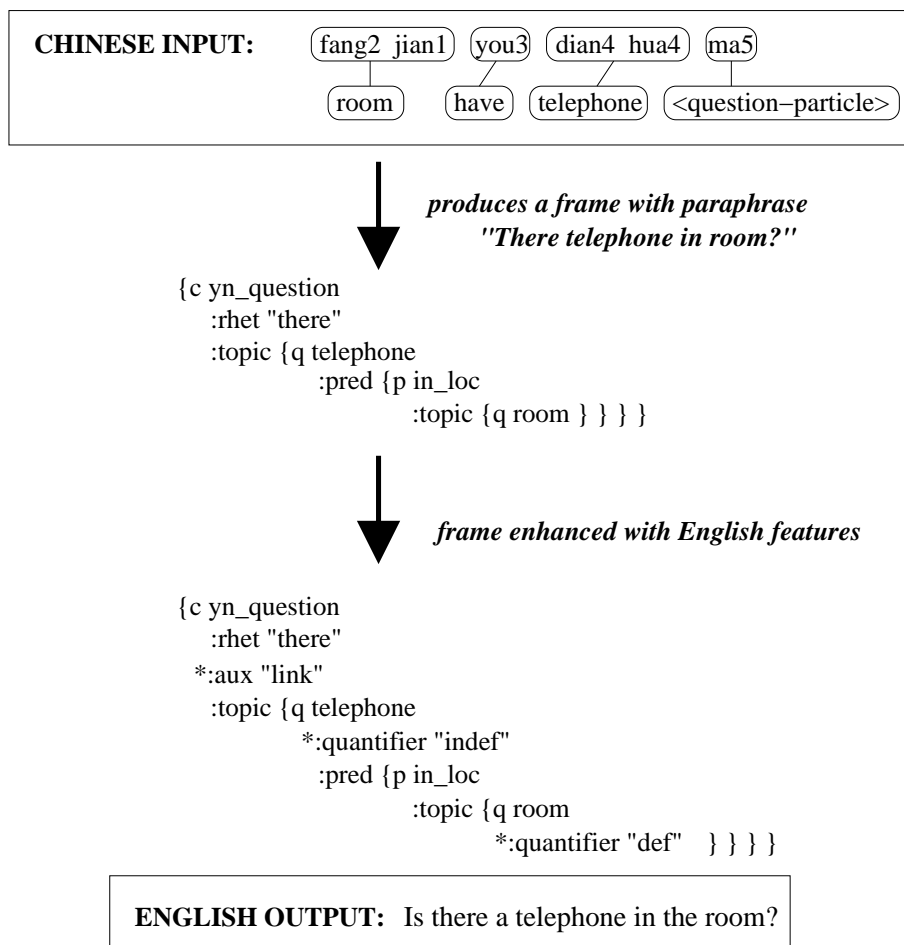 CHINESE INPUT: fang2 jian1 you3 dian4 hua4 ma5
room have telephone <question−particle>
produces a frame with paraphrase
"There telephone in room?"
{c yn_question
:rhet "there"
:topic {q telephone
:pred {p in_loc
:topic {q room } } } }
frame enhanced with English features
{c yn_question
:rhet "there"
*:aux "link"
:topic {q telephone
*:quantifier "indef"
:pred {p in_loc
:topic {q room
*:quantifier "def" } } } }
ENGLISH OUTPUT: Is there a telephone in the room?